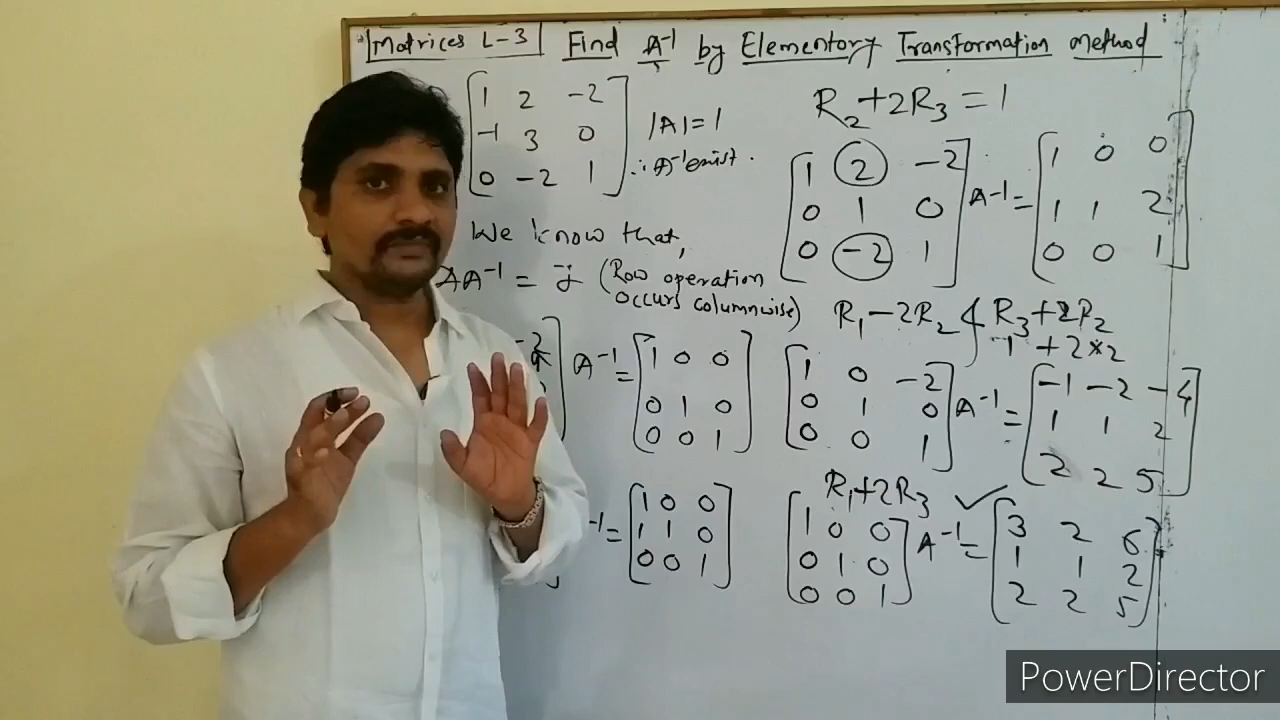 Matrices L-3 Find A⁻¹ by Elementory Transformation method
1 2 -2
-1 3 0
0 -2 1
|A| = 1
∴ A⁻¹ exist.
We know that,
AA⁻¹ = I (Row operation
occurs columnwise)
A⁻¹ =
1 0 0
0 1 0
0 0 1
⁻¹ =
1 0 0
1 1 0
0 0 1
R₂+2R₃ = 1
1 2 -2
0 1 0
0 -2 1
A⁻¹ =
1 0 0
1 1 2
0 0 1
R₁-2R₂ & R₃+2R₂
-1 +2×2
1 0 -2
0 1 0
0 0 1
A⁻¹ =
-1 -2 -4
1 1 2
2 2 5
R₁+2R₃ ✓
1 0 0
0 1 0
0 0 1
A⁻¹ =
3 2 6
1 1 2
2 2 5
PowerDirector